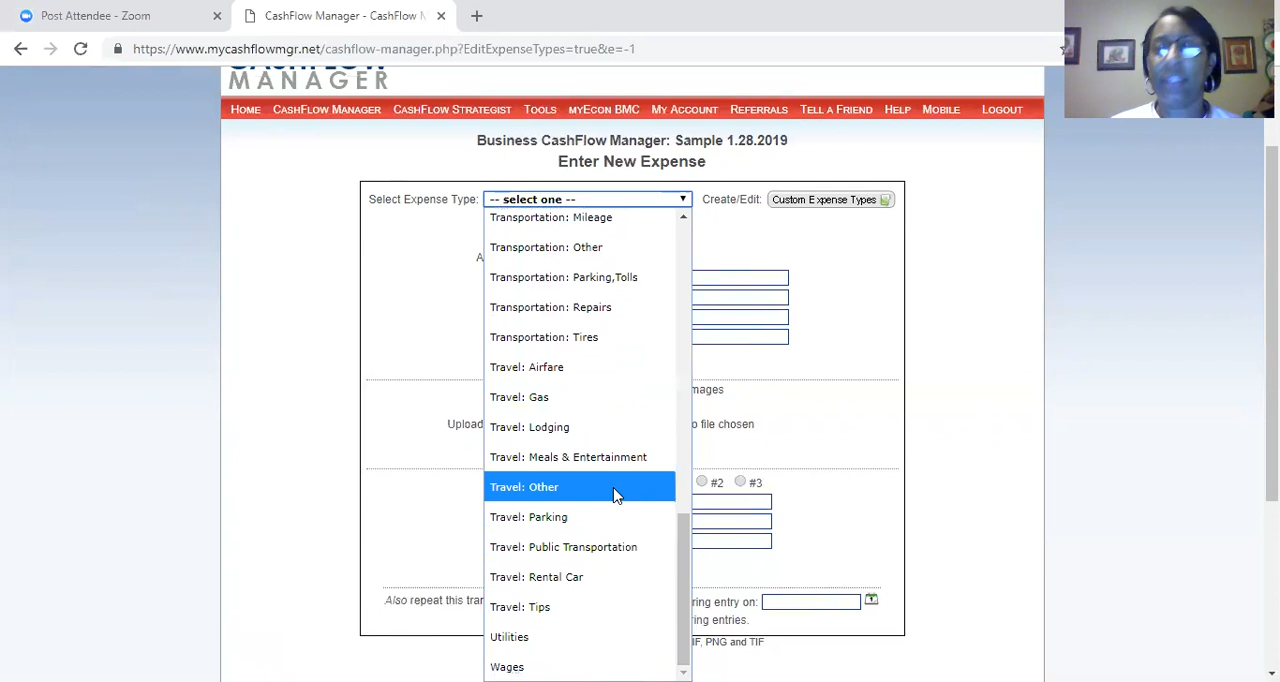 Post Attendee - Zoom
CashFlow Manager - CashFlow M
https://www.mycashflowmgr.net/cashflow-manager.php?EditExpenseTypes=true&e=-1
MANAGER
HOME CASHFLOW MANAGER CASHFLOW STRATEGIST TOOLS MYECON BMC MY ACCOUNT REFERRALS TELL A FRIEND HELP MOBILE LOGOUT
Business CashFlow Manager: Sample 1.28.2019
Enter New Expense
Select Expense Type: -- select one -- Create/Edit: Custom Expense Types
Transportation: Mileage
Transportation: Other
A
Transportation: Parking,Tolls
Transportation: Repairs
Transportation: Tires
Travel: Airfare
mages
Travel: Gas
Upload Travel: Lodging o file chosen
Travel: Meals & Entertainment
Travel: Other #2 #3
Travel: Parking
Travel: Public Transportation
Travel: Rental Car
Also repeat this tran Travel: Tips ring entry on:
ing entries.
Utilities IF, PNG and TIF
Wages